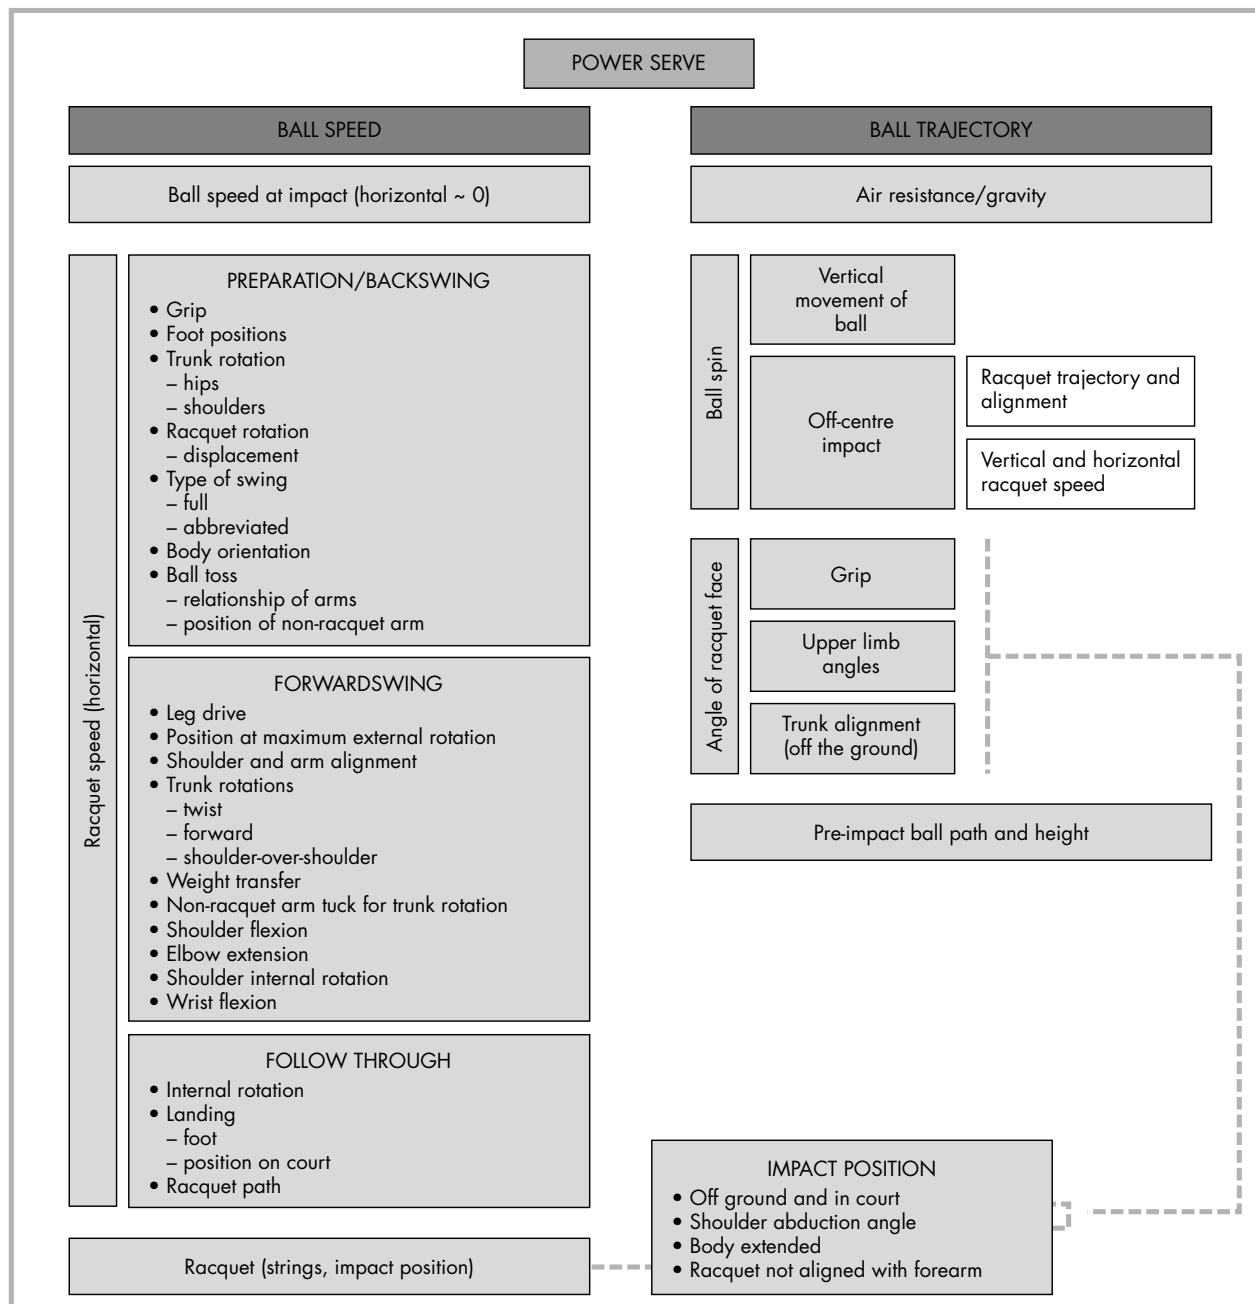 POWER SERVE
BALL SPEED
Ball speed at impact (horizontal ~ 0)
Racquet speed (horizontal)
PREPARATION/BACKSWING
• Grip
• Foot positions
• Trunk rotation
– hips
– shoulders
• Racquet rotation
– displacement
• Type of swing
– full
– abbreviated
• Body orientation
• Ball toss
– relationship of arms
– position of non-racquet arm
FORWARDSWING
• Leg drive
• Position at maximum external rotation
• Shoulder and arm alignment
• Trunk rotations
– twist
– forward
– shoulder-over-shoulder
• Weight transfer
• Non-racquet arm tuck for trunk rotation
• Shoulder flexion
• Elbow extension
• Shoulder internal rotation
• Wrist flexion
FOLLOW THROUGH
• Internal rotation
• Landing
– foot
– position on court
• Racquet path
Racquet (strings, impact position)
BALL TRAJECTORY
Air resistance/gravity
Ball spin
Vertical
movement of
ball
Off-centre
impact
Racquet trajectory and
alignment
Vertical and horizontal
racquet speed
Angle of racquet face
Grip
Upper limb
angles
Trunk alignment
(off the ground)
Pre-impact ball path and height
IMPACT POSITION
• Off ground and in court
• Shoulder abduction angle
• Body extended
• Racquet not aligned with forearm